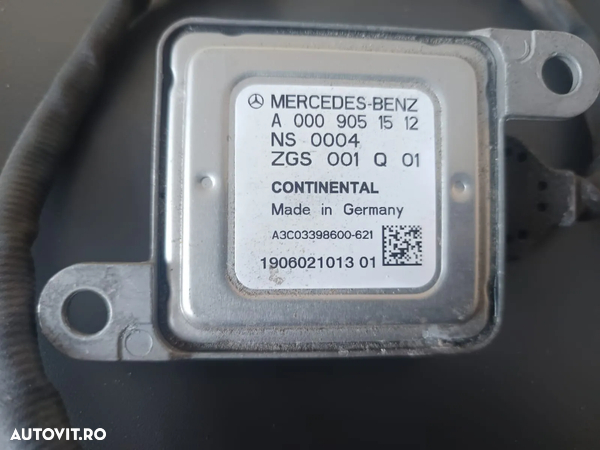 MERCEDES-BENZ
A 000 905 15 12
NS 0004
ZGS 001 Q 01
CONTINENTAL
Made in Germany
A3C03398600-621
1906021013 01
AUTOVIT.RO